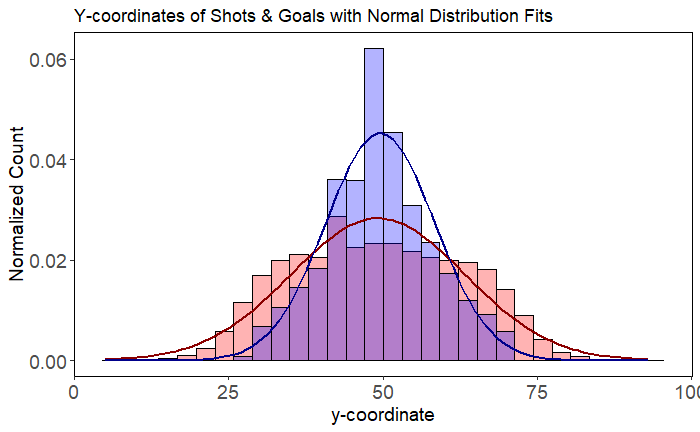 Y-coordinates of Shots & Goals with Normal Distribution Fits
Normalized Count
0.06
0.04
0.02
0.00
0 25 50 75 100
y-coordinate